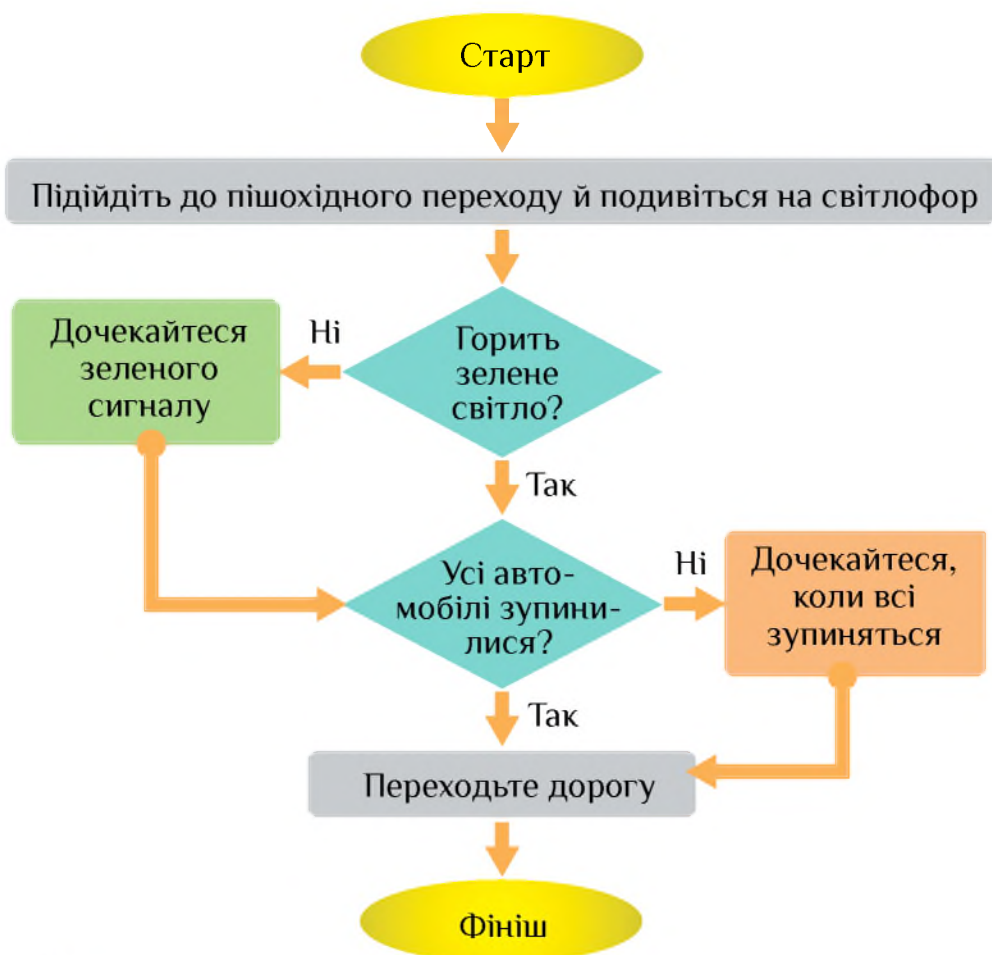 Старт
Підійдіть до пішохідного переходу й подивіться на світлофор
Горить
зелене
світло?
Ні
Дочекайтеся
зеленого
сигналу
Так
Усі авто-
мобілі зупини-
лися?
Ні
Дочекайтеся,
коли всі
зупиняться
Так
Переходьте дорогу
Фініш